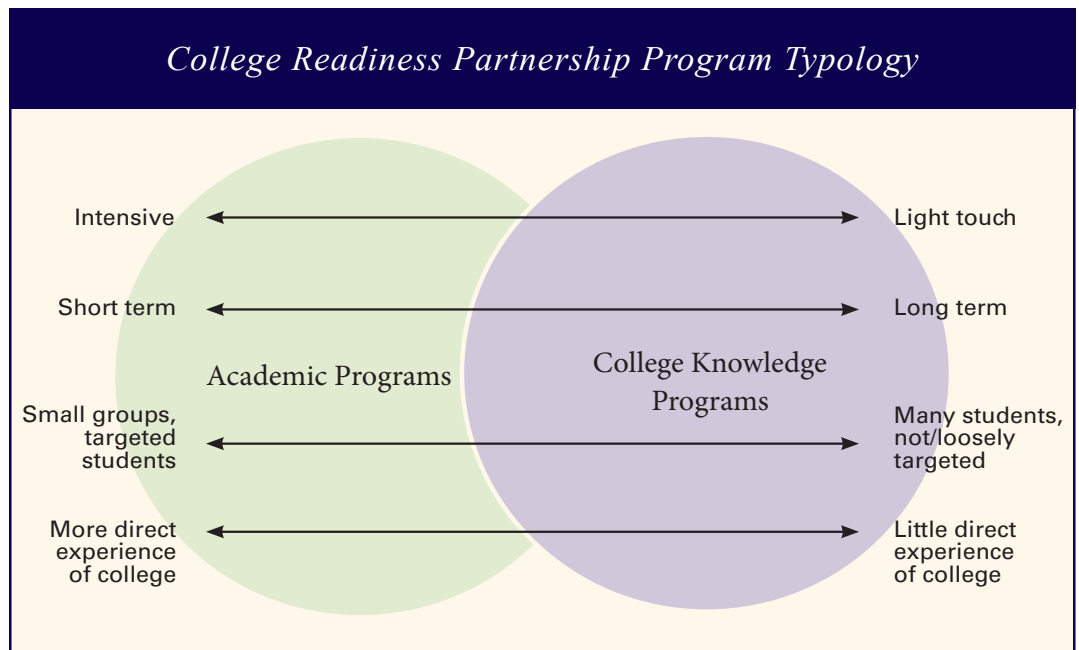 College Readiness Partnership Program Typology
Intensive
Light touch
Short term
Long term
Academic Programs
College Knowledge
Programs
Small groups,
targeted
students
Many students,
not/loosely
targeted
More direct
experience
of college
Little direct
experience
of college